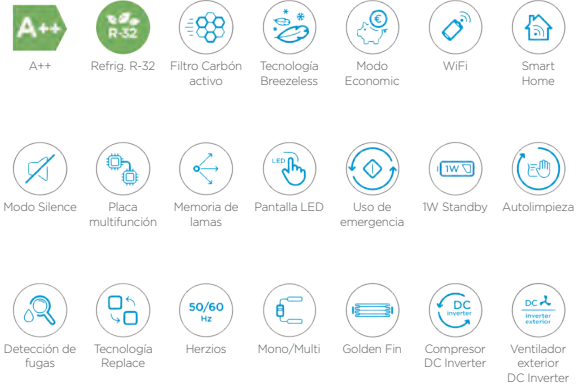 A++
R-32
€
A++
Refrig. R-32
Filtro Carbón
activo
Tecnología
Breezeless
Modo
Economic
WiFi
Smart
Home
LED
1W
Modo Silence
Placa
multifunción
Memoria de
lamas
Pantalla LED
Uso de
emergencia
1W Standby
Autolimpieza
50/60
Hz
DC
inverter
DC
inverter
exterior
Detección de
fugas
Tecnología
Replace
Herzios
Mono/Multi
Golden Fin
Compresor
DC Inverter
Ventilador
exterior
DC Inverter